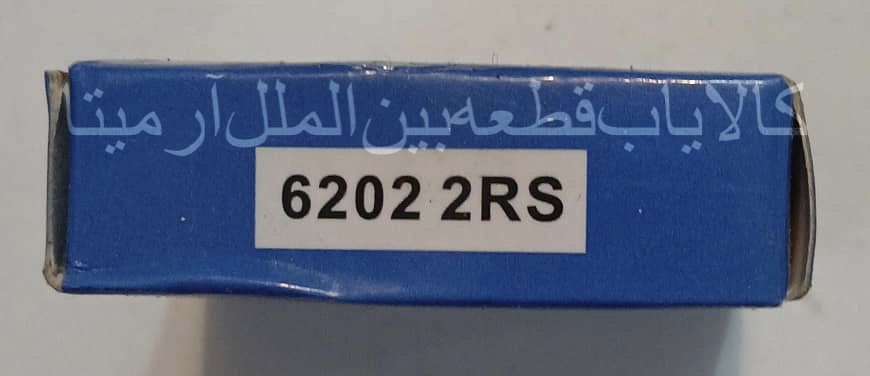 کالایاب قطعه بین الملل آرمیتا
6202 2RS